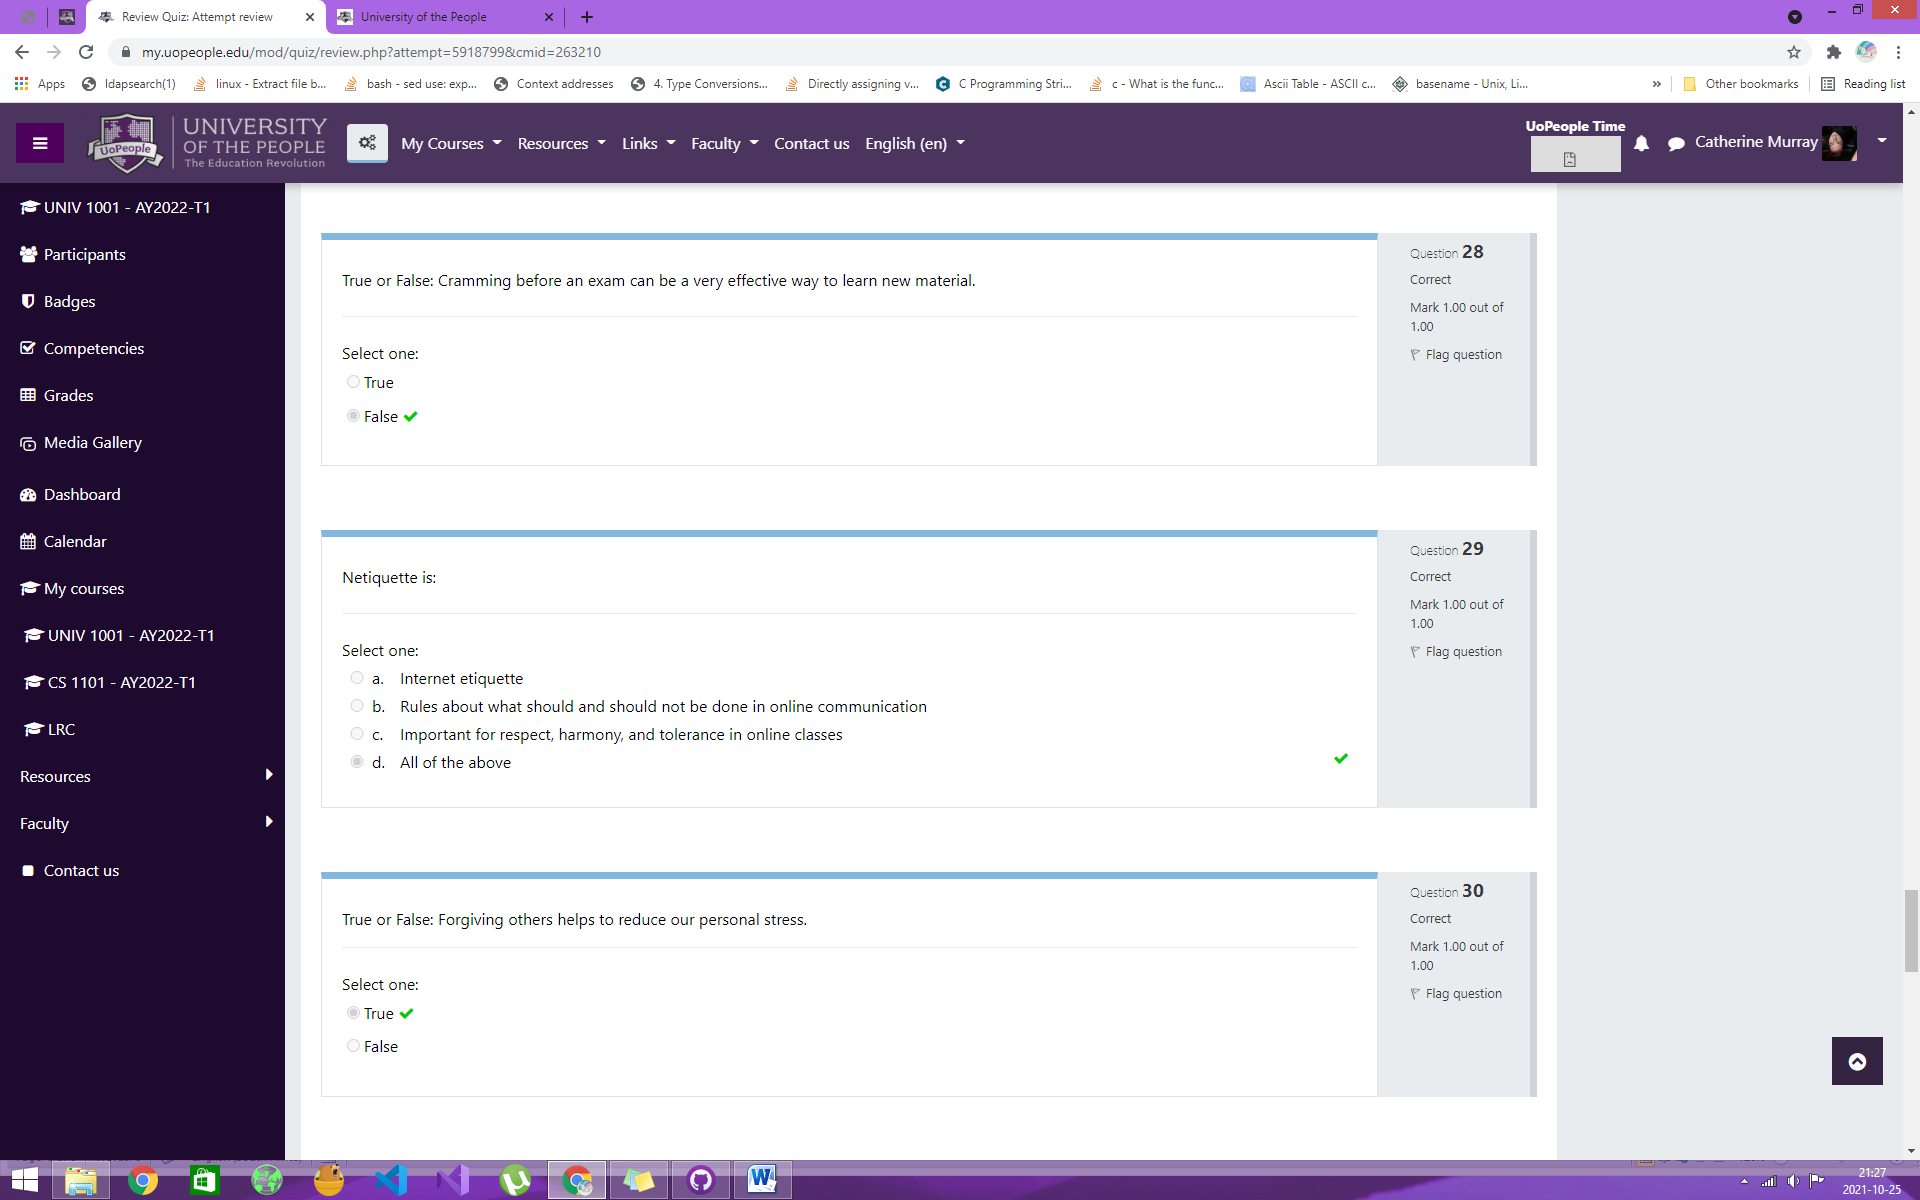 Review Quiz: Attempt review
University of the People
my.uopeople.edu/mod/quiz/review.php?attempt=5918799&cmid=263210
Apps ldapsearch(1) linux - Extract file b... bash - sed use: exp... Context addresses 4. Type Conversions... Directly assigning v... C Programming Stri... c - What is the func... Ascii Table - ASCII c... basename - Unix, Li... » Other bookmarks Reading list
UoPeople
UNIVERSITY
OF THE PEOPLE
The Education Revolution
My Courses Resources Links Faculty Contact us English (en)
UoPeople Time
Catherine Murray
UNIV 1001 - AY2022-T1
Participants
Badges
Competencies
Grades
Media Gallery
Dashboard
Calendar
My courses
UNIV 1001 - AY2022-T1
CS 1101 - AY2022-T1
LRC
Resources
Faculty
Contact us
True or False: Cramming before an exam can be a very effective way to learn new material.
Select one:
True
False
Question 28
Correct
Mark 1.00 out of
1.00
Flag question
Netiquette is:
Select one:
a. Internet etiquette
b. Rules about what should and should not be done in online communication
c. Important for respect, harmony, and tolerance in online classes
d. All of the above
Question 29
Correct
Mark 1.00 out of
1.00
Flag question
True or False: Forgiving others helps to reduce our personal stress.
Select one:
True
False
Question 30
Correct
Mark 1.00 out of
1.00
Flag question
21:27
2021-10-25